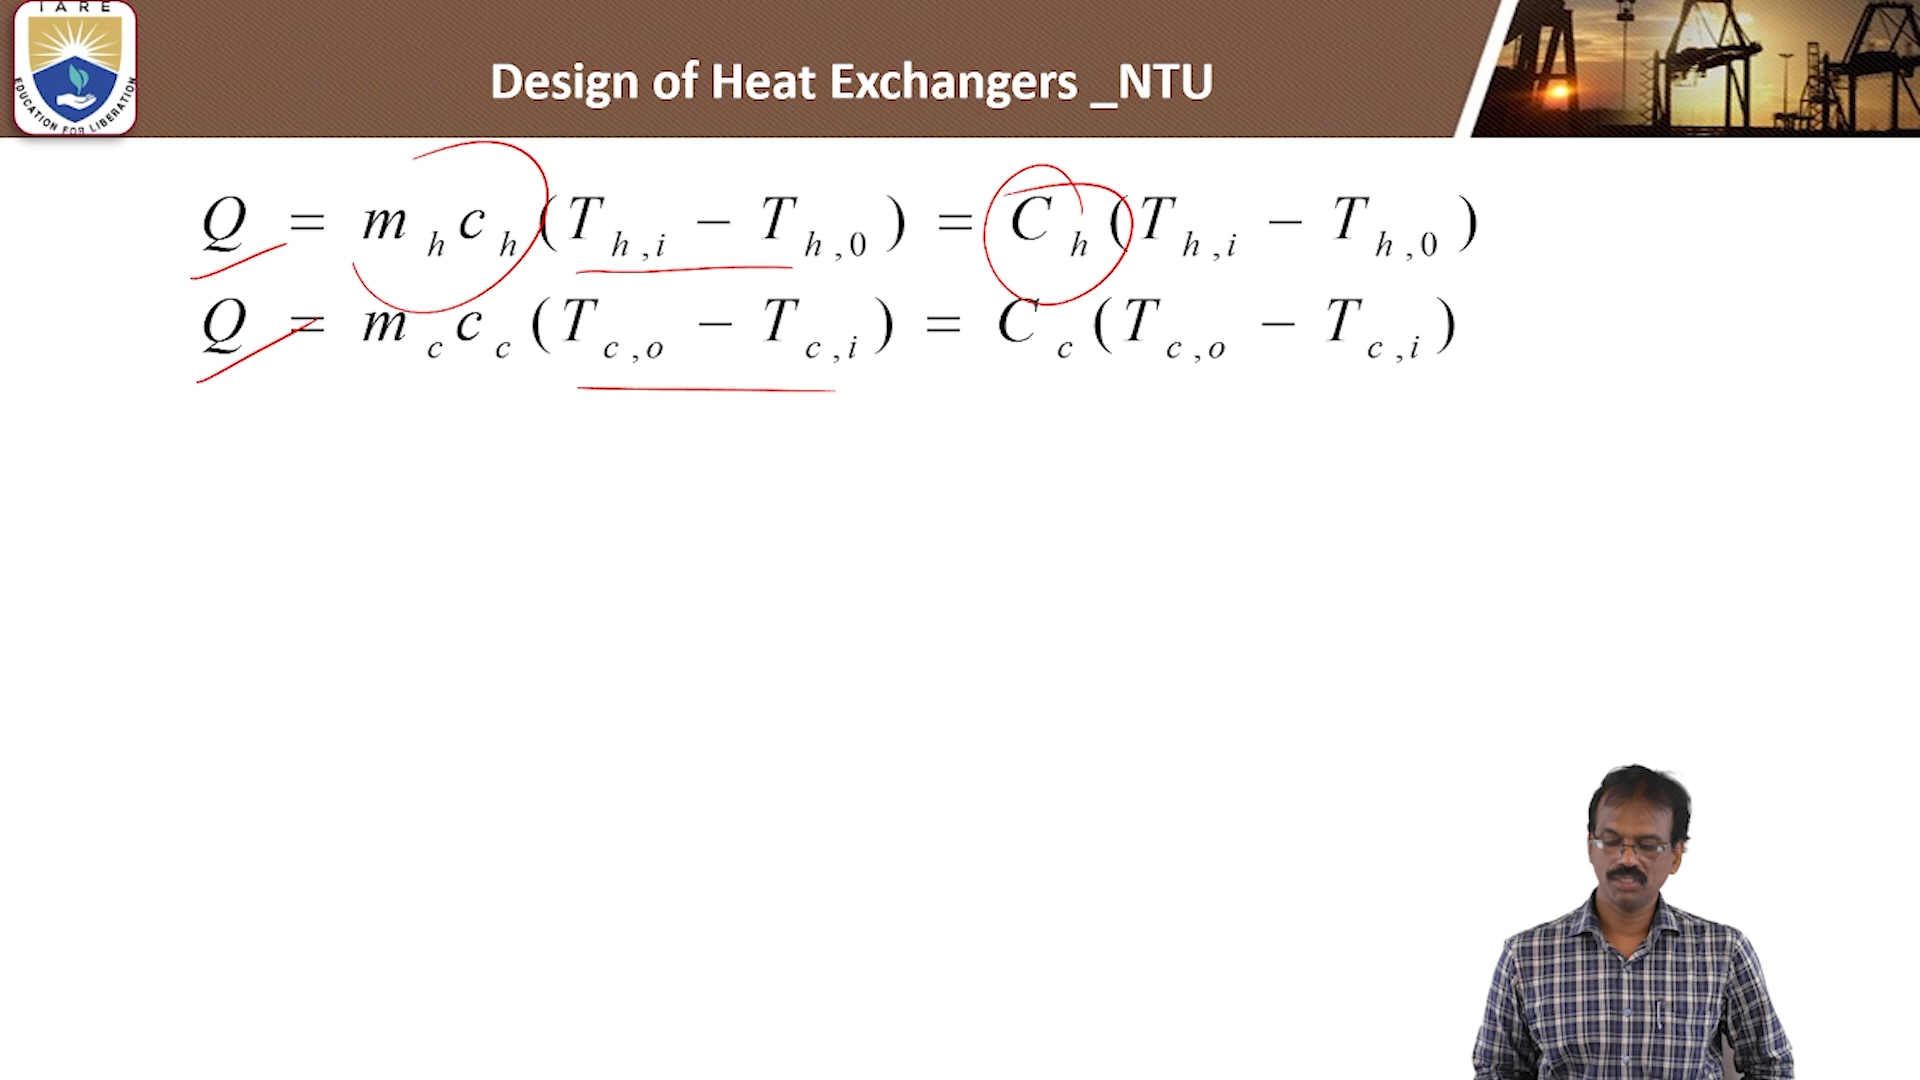 IARE
EDUCATION FOR LIBERATION
Design of Heat Exchangers _NTU
Q = m h c h (T h,i − T h,0) = C h (T h,i − T h,0)
Q = m c c c (T c,o − T c,i) = C c (T c,o − T c,i)